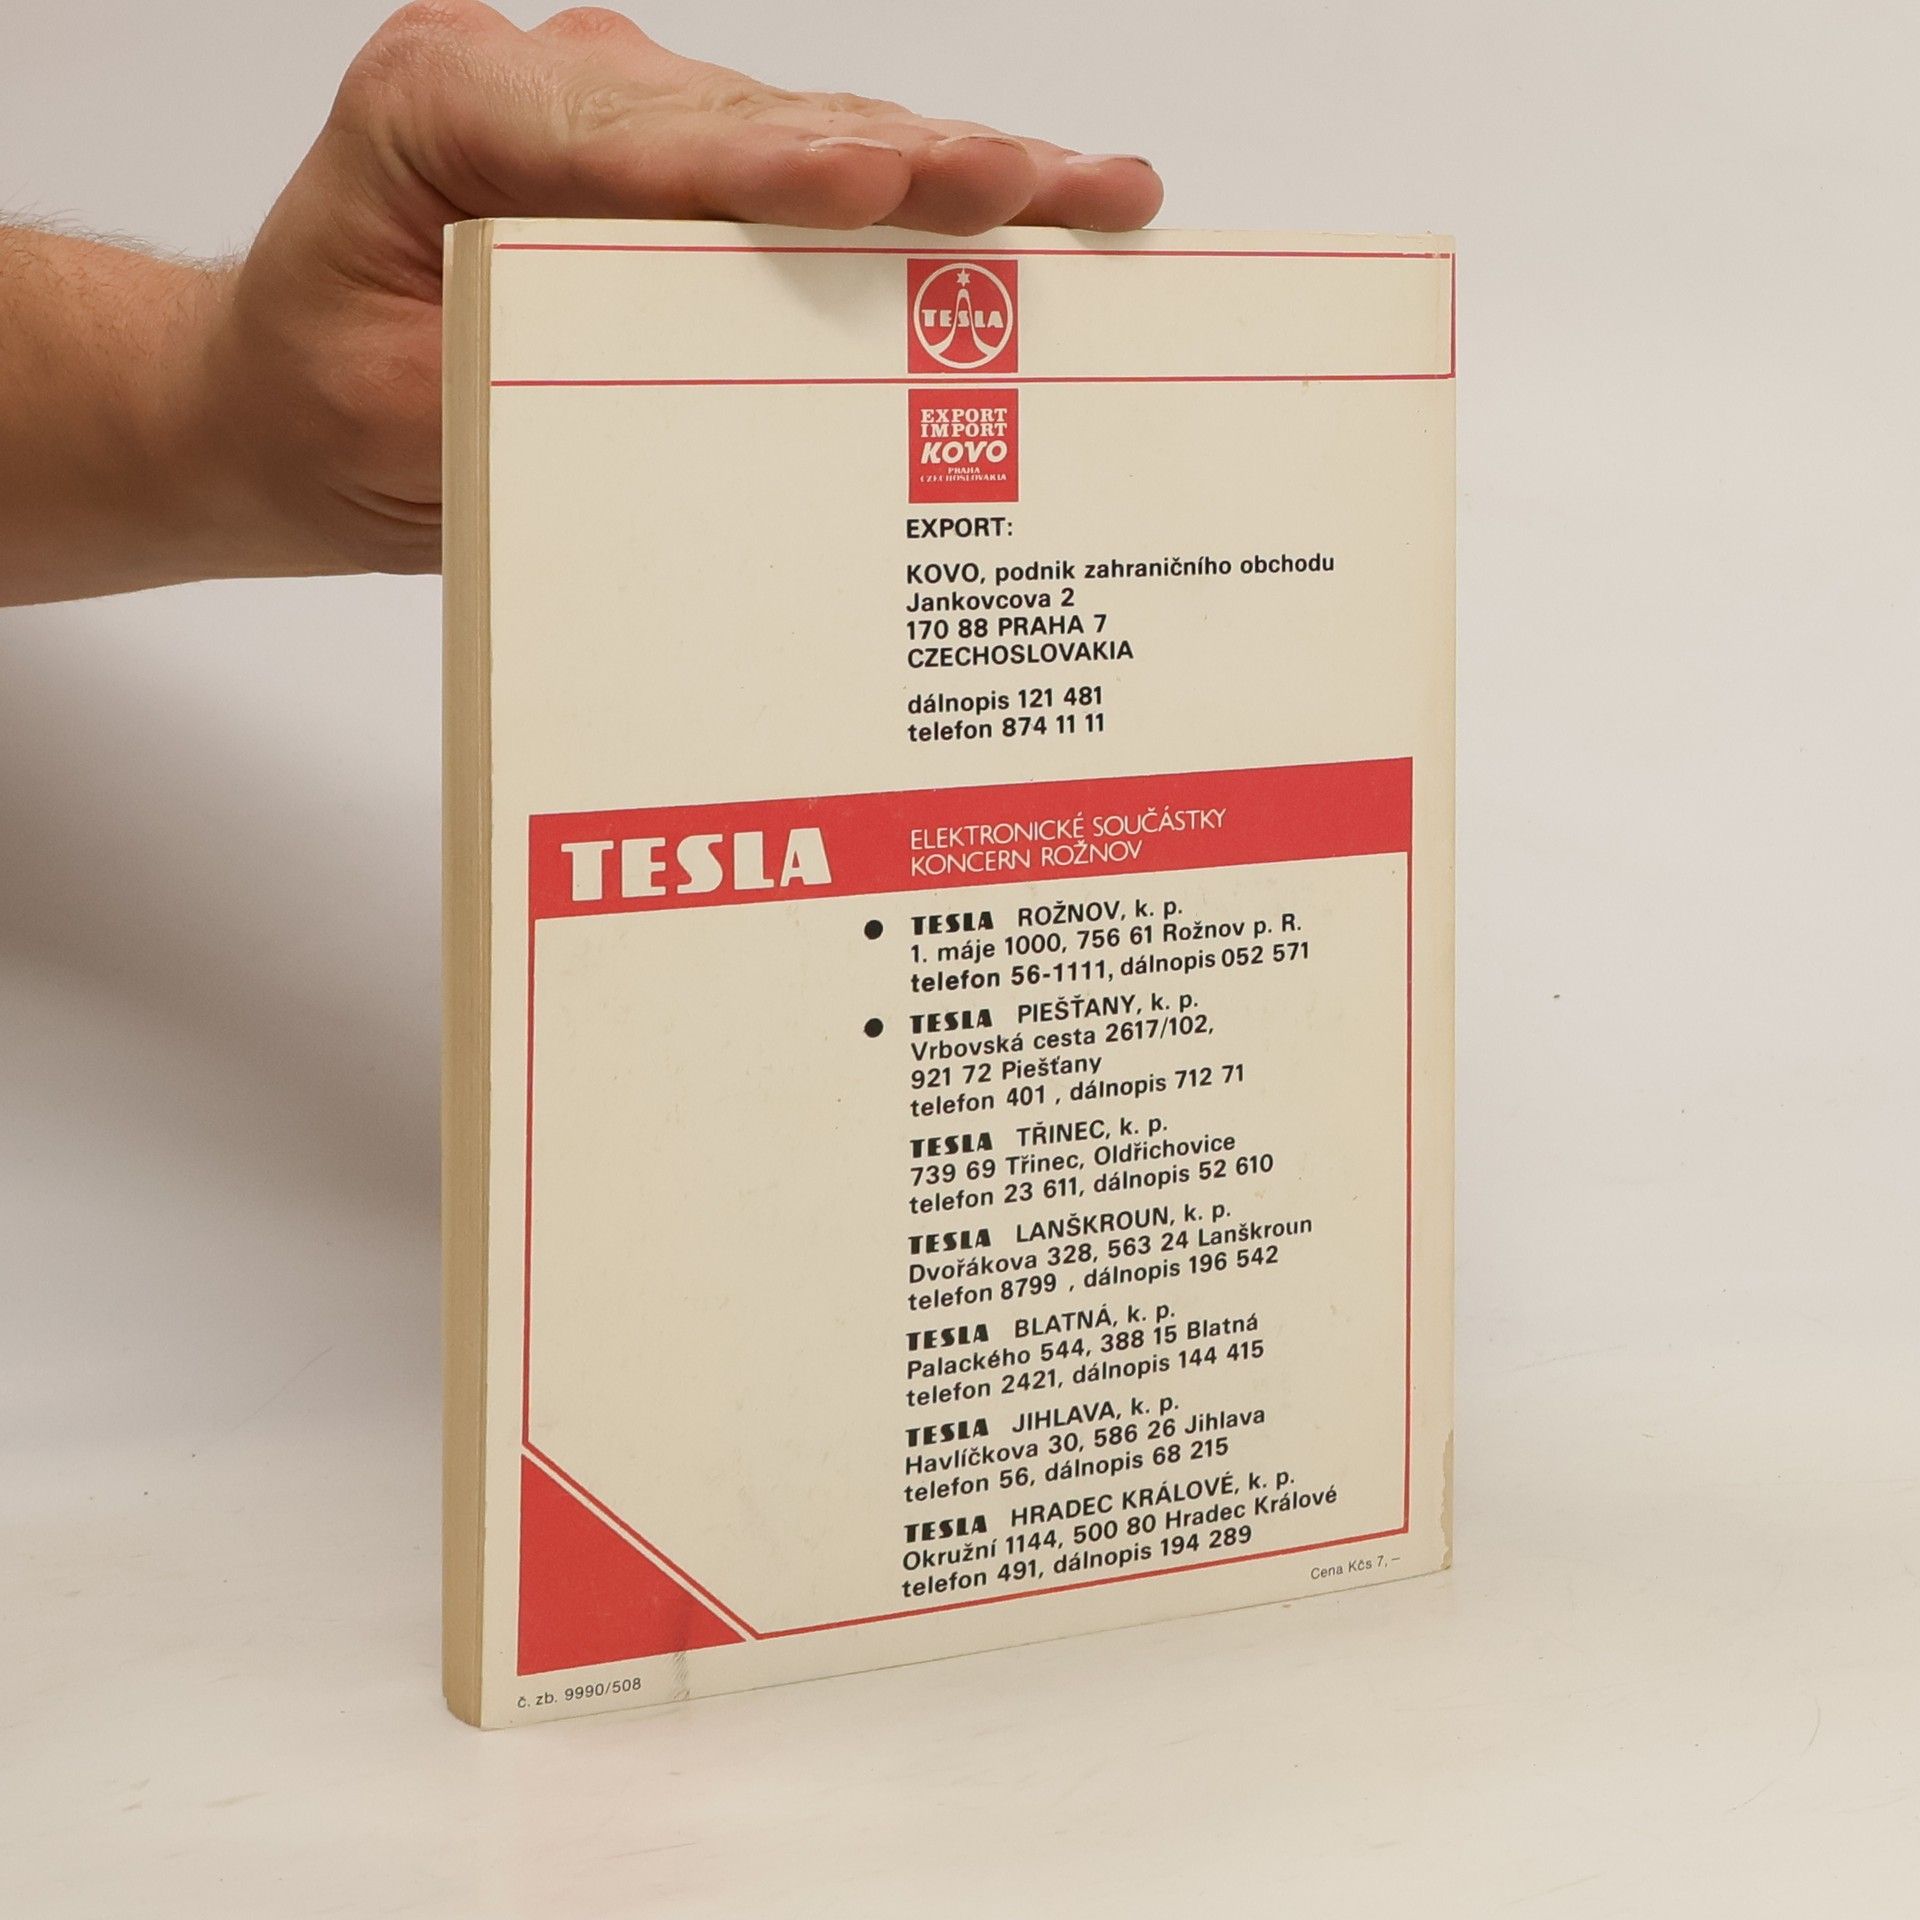 TESLA
EXPORT
IMPORT
KOVO
PRAHA
CZECHOSLOVAKIA
EXPORT:
KOVO, podnik zahraničního obchodu
Jankovcova 2
170 88 PRAHA 7
CZECHOSLOVAKIA
dálnopis 121 481
telefon 874 11 11
TESLA ELEKTRONICKÉ SOUČÁSTKY
KONCERN ROŽNOV
● TESLA ROŽNOV, k. p.
1. máje 1000, 756 61 Rožnov p. R.
telefon 56-1111, dálnopis 052 571
● TESLA PIEŠŤANY, k. p.
Vrbovská cesta 2617/102,
921 72 Piešťany
telefon 401 , dálnopis 712 71
TESLA TŘINEC, k. p.
739 69 Třinec, Oldřichovice
telefon 23 611, dálnopis 52 610
TESLA LANŠKROUN, k. p.
Dvořákova 328, 563 24 Lanškroun
telefon 8799 , dálnopis 196 542
TESLA BLATNÁ, k. p.
Palackého 544, 388 15 Blatná
telefon 2421, dálnopis 144 415
TESLA JIHLAVA, k. p.
Havlíčkova 30, 586 26 Jihlava
telefon 56, dálnopis 68 215
TESLA HRADEC KRÁLOVÉ, k. p.
Okružní 1144, 500 80 Hradec Králové
telefon 491, dálnopis 194 289
Cena Kčs 7,–
č. zb. 9990/508